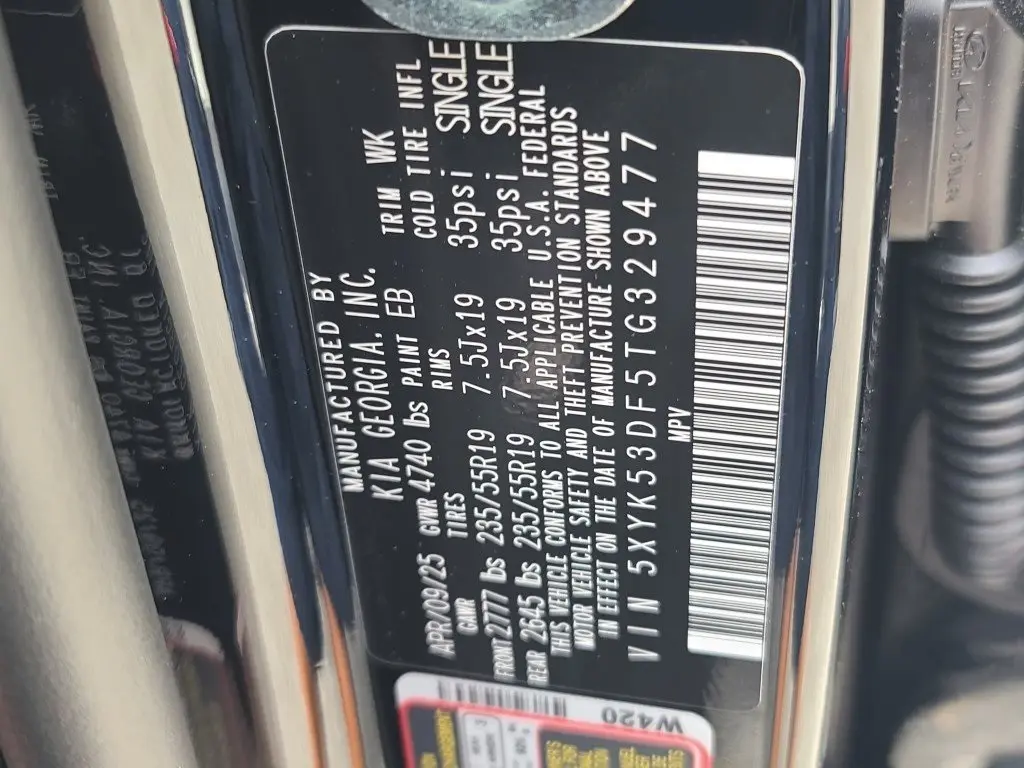 MANUFACTURED BY
KIA GEORGIA, INC.
APR/09/25 GVWR 4740 lbs PAINT EB TRIM WK
GAWR TIRES RIMS COLD TIRE INFL
FRONT 2777 lbs 235/55R19 7.5Jx19 35psi SINGLE
REAR 2645 lbs 235/55R19 7.5Jx19 35psi SINGLE
THIS VEHICLE CONFORMS TO ALL APPLICABLE U.S.A. FEDERAL
MOTOR VEHICLE SAFETY AND THEFT PREVENTION STANDARDS
IN EFFECT ON THE DATE OF MANUFACTURE SHOWN ABOVE
VIN 5XYK53DF5TG329477
MPV
W420